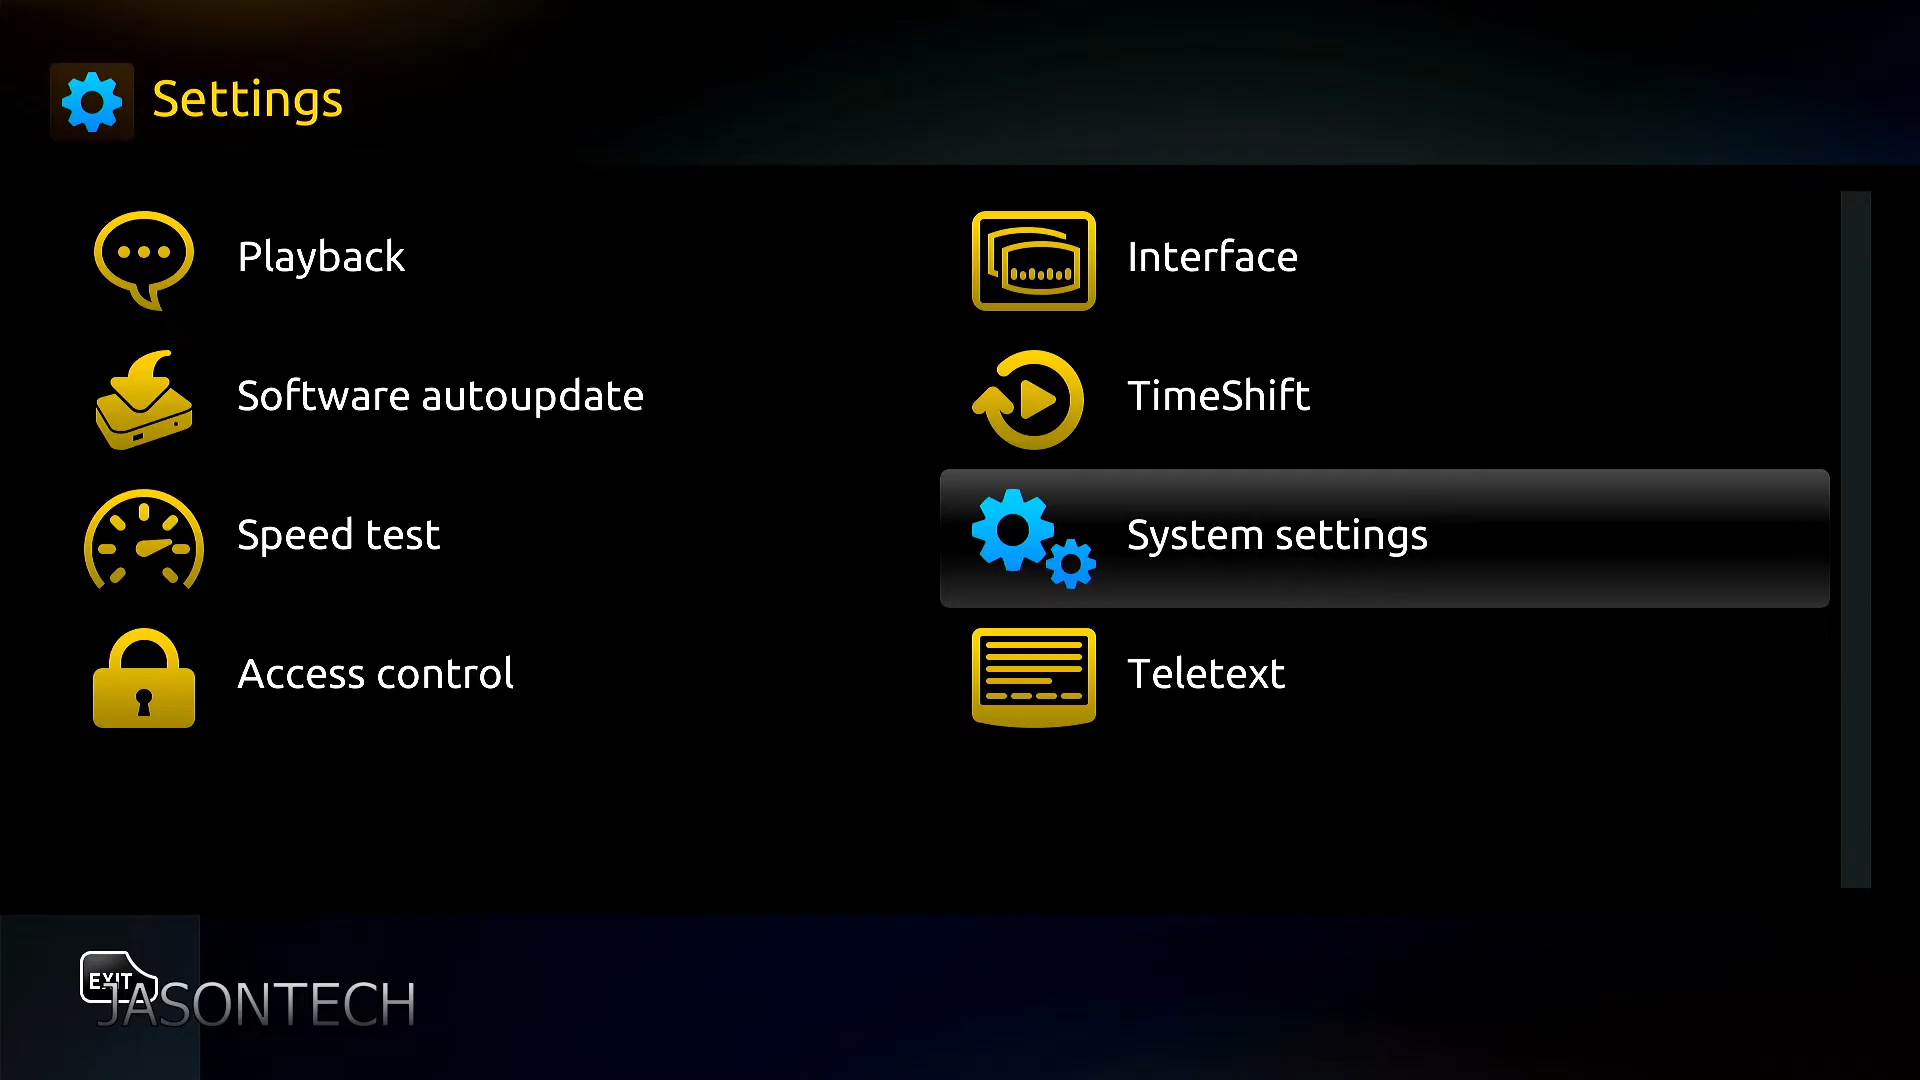 Settings
Playback
Interface
Software autoupdate
TimeShift
Speed test
System settings
Access control
Teletext
EXIT
JASONTECH